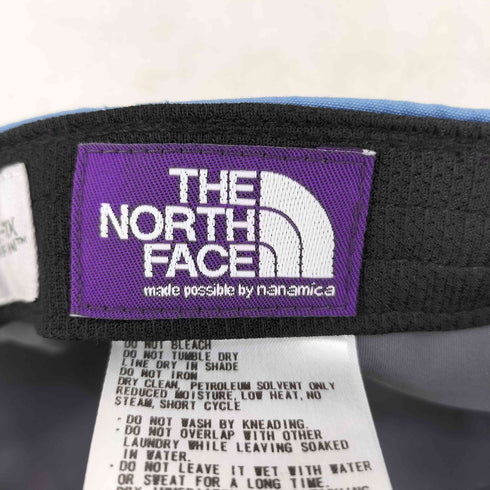 THE
NORTH
FACE
made possible by nanamica
DO NOT BLEACH
DO NOT TUMBLE DRY
LINE DRY IN SHADE
DO NOT IRON
DRY CLEAN, PETROLEUM SOLVENT ONLY
REDUCED MOISTURE, LOW HEAT, NO
STEAM, SHORT CYCLE
· DO NOT WASH BY KNEADING.
· DO NOT OVERLAP WITH OTHER
LAUNDRY WHILE LEAVING SOAKED
IN WATER.
· DO NOT LEAVE IT WET WITH WATER
OR SWEAT FOR A LONG TIME.